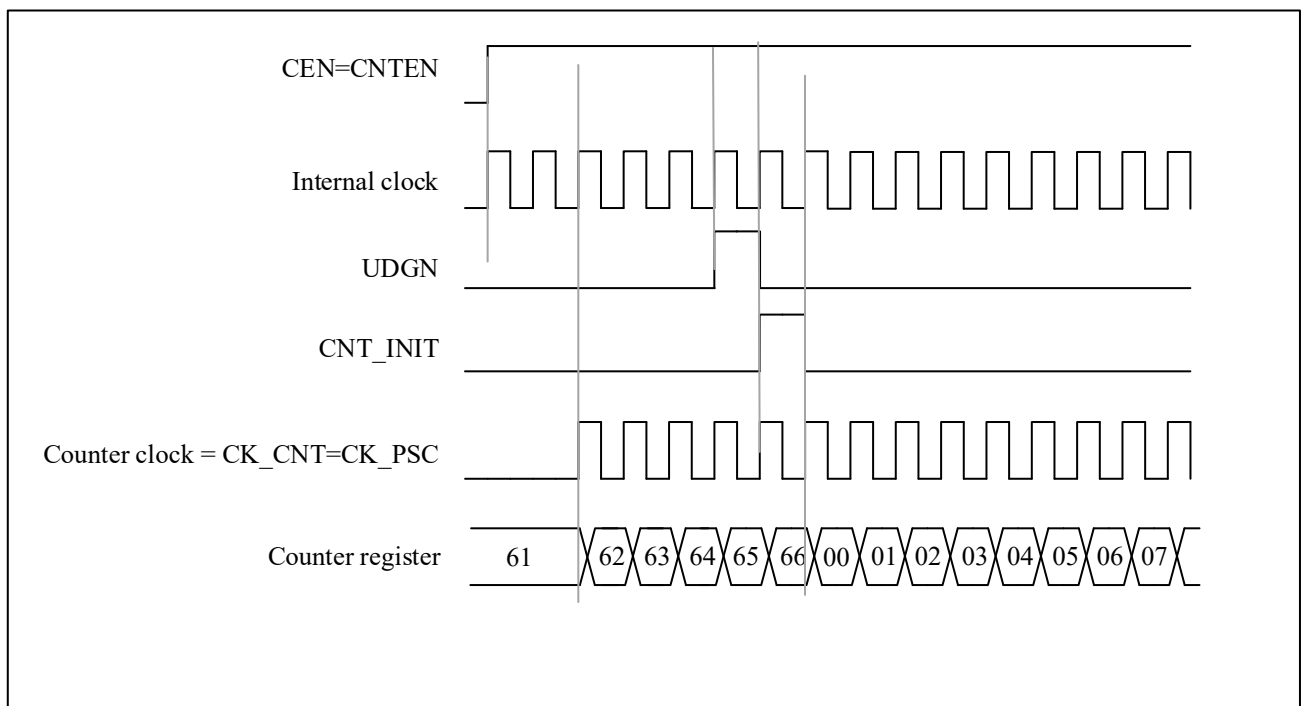 CEN=CNTEN
Internal clock
UDGN
CNT_INIT
Counter clock = CK_CNT=CK_PSC
Counter register 61 62 63 64 65 66 00 01 02 03 04 05 06 07